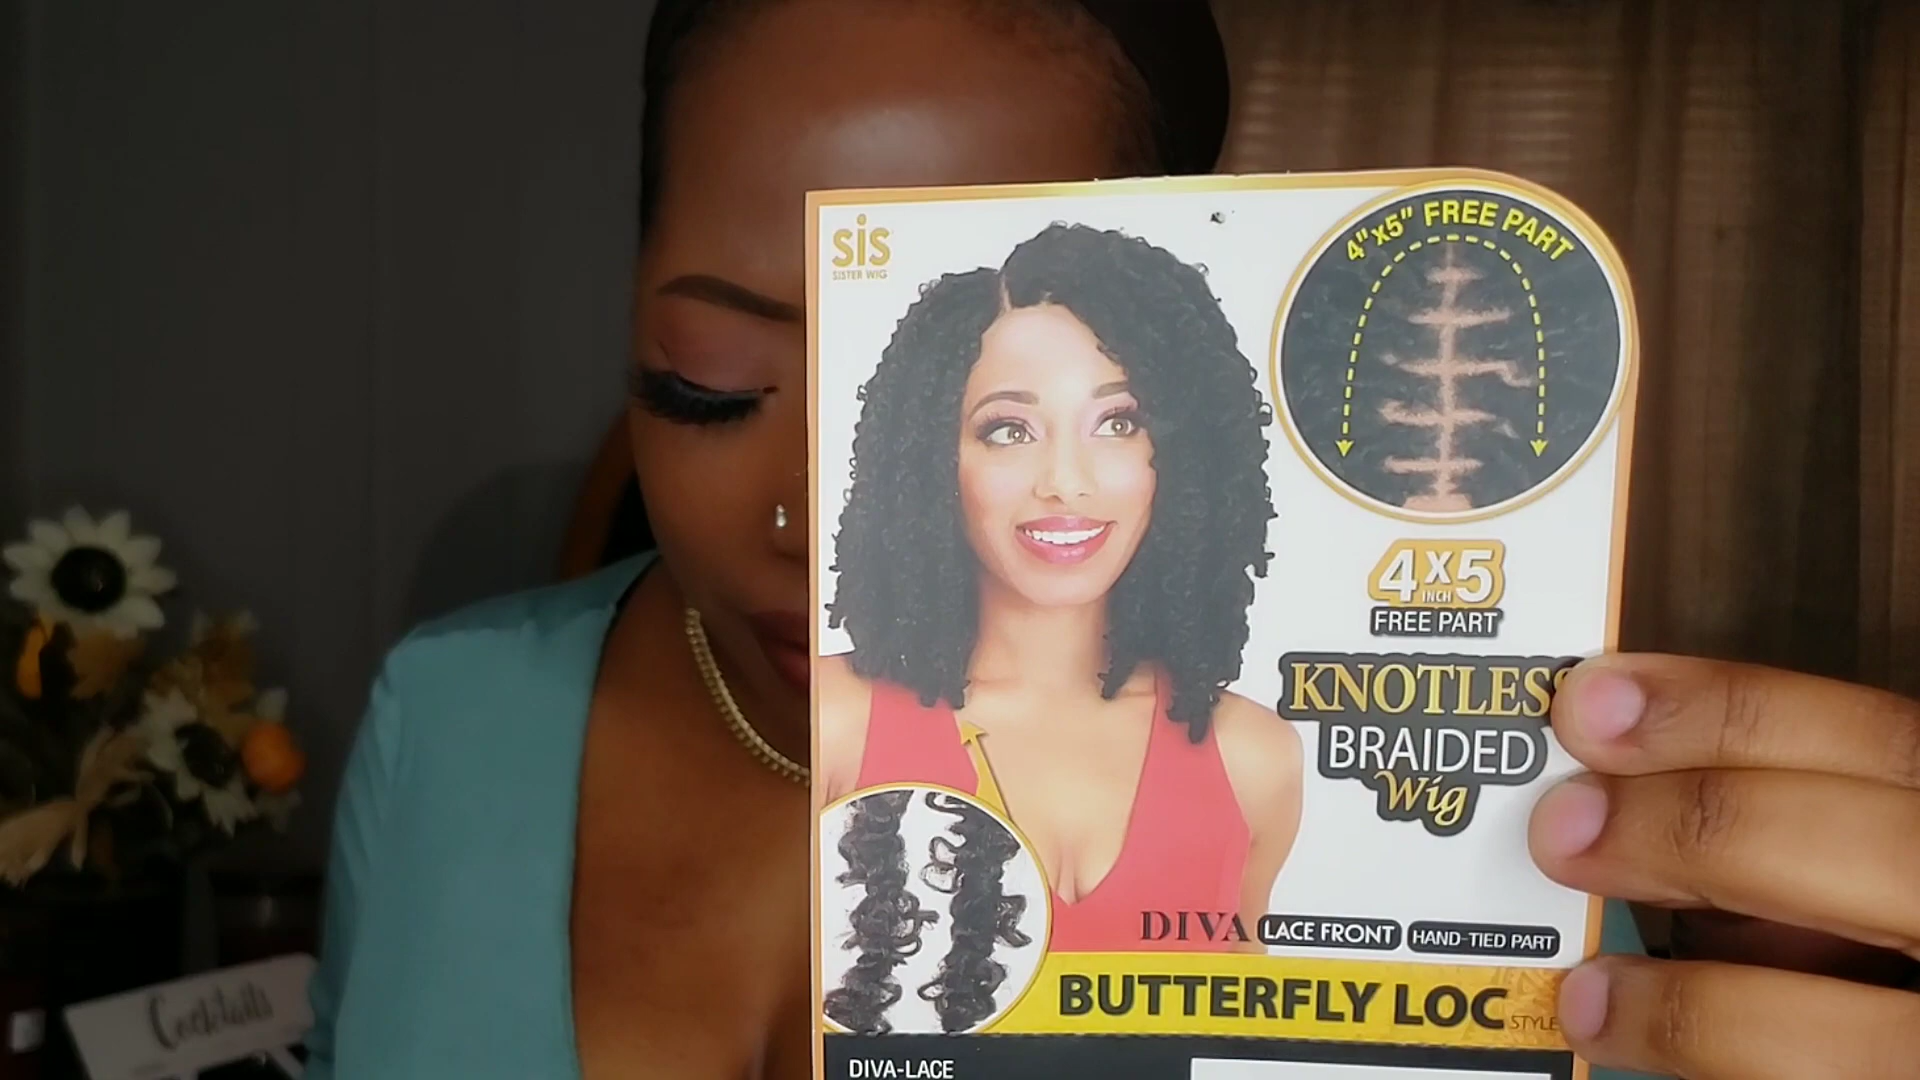 SiS
SISTER WIG
4"x5" FREE PART
4X5
INCH
FREE PART
KNOTLESS
BRAIDED
Wig
DIVA LACE FRONT HAND-TIED PART
BUTTERFLY LOC STYLE
DIVA-LACE
Cocktails